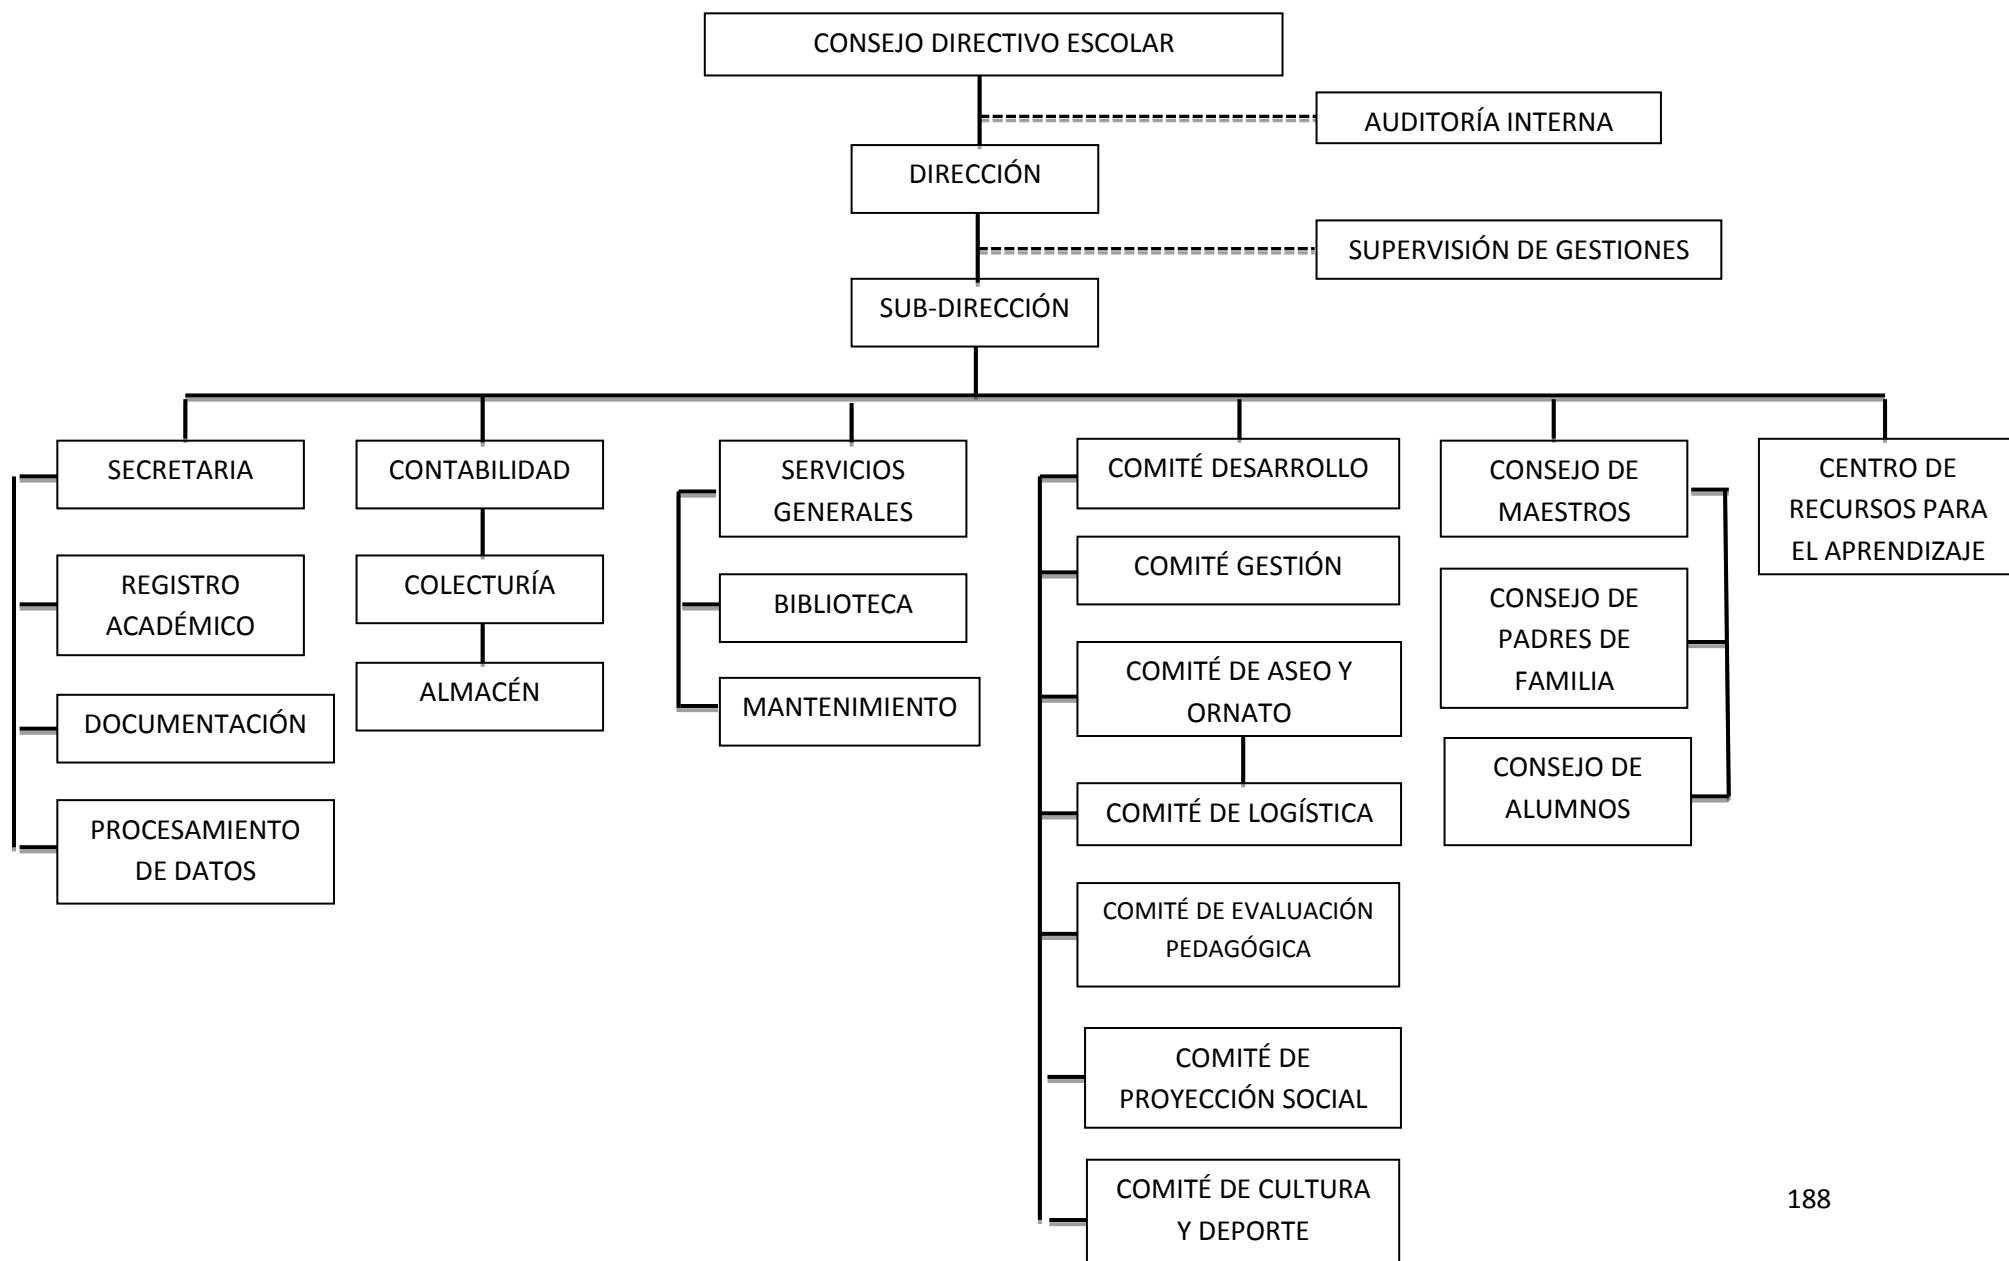 CONSEJO DIRECTIVO ESCOLAR
AUDITORÍA INTERNA
DIRECCIÓN
SUPERVISIÓN DE GESTIONES
SUB-DIRECCIÓN
SECRETARIA
REGISTRO
ACADÉMICO
DOCUMENTACIÓN
PROCESAMIENTO
DE DATOS
CONTABILIDAD
COLECTURÍA
ALMACÉN
SERVICIOS
GENERALES
BIBLIOTECA
MANTENIMIENTO
COMITÉ DESARROLLO
COMITÉ GESTIÓN
COMITÉ DE ASEO Y
ORNATO
COMITÉ DE LOGÍSTICA
COMITÉ DE EVALUACIÓN
PEDAGÓGICA
COMITÉ DE
PROYECCIÓN SOCIAL
COMITÉ DE CULTURA
Y DEPORTE
CONSEJO DE
MAESTROS
CONSEJO DE
PADRES DE
FAMILIA
CONSEJO DE
ALUMNOS
CENTRO DE
RECURSOS PARA
EL APRENDIZAJE
188